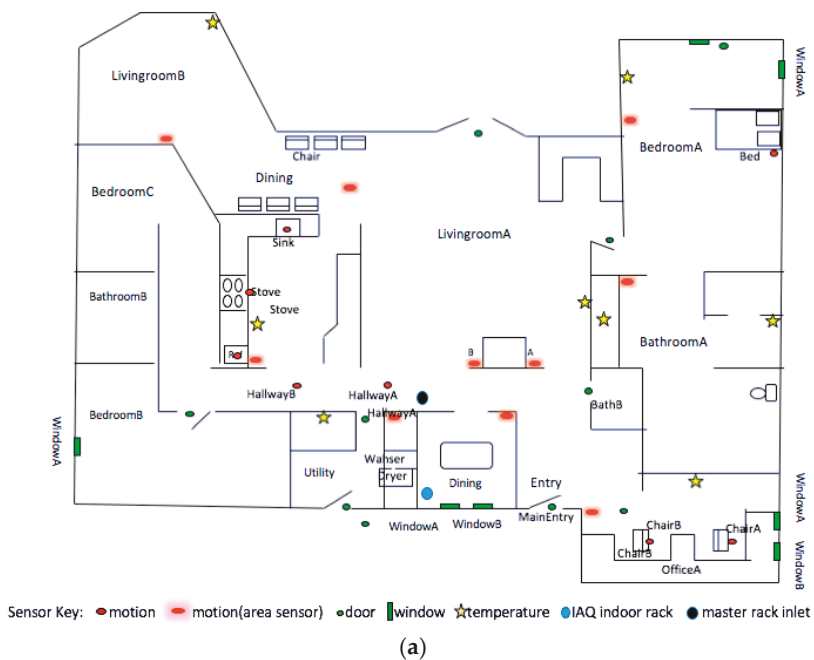 LivingroomB
WindowA
Chair
BedroomA
Bed
Dining
BedroomC
LivingroomA
Sink
Stove
Stove
BathroomB
BathroomA
B
A
HallwayB
HallwayA
BathB
HallwayA
BedroomB
WindowA
Wahser
Dryer
Utility
Dining
Entry
WindowA
WindowA
WindowB
MainEntry
ChairB
ChairA
ChairB
WindowB
OfficeA
Sensor Key: motion motion(area sensor) door window temperature IAQ indoor rack master rack inlet
(a)